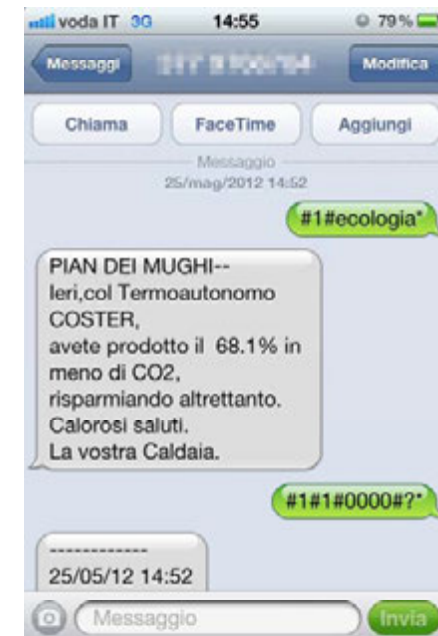 voda IT 3G 14:55 79%
Messaggi Modifica
Chiama FaceTime Aggiungi
Messaggio
25/mag/2012 14:52
#1#ecologia*
PIAN DEI MUGHI--
Ieri,col Termoautonomo
COSTER,
avete prodotto il 68.1% in
meno di CO2,
risparmiando altrettanto.
Calorosi saluti.
La vostra Caldaia.
#1#1#0000#?*
------------
25/05/12 14:52
Messaggio Invia